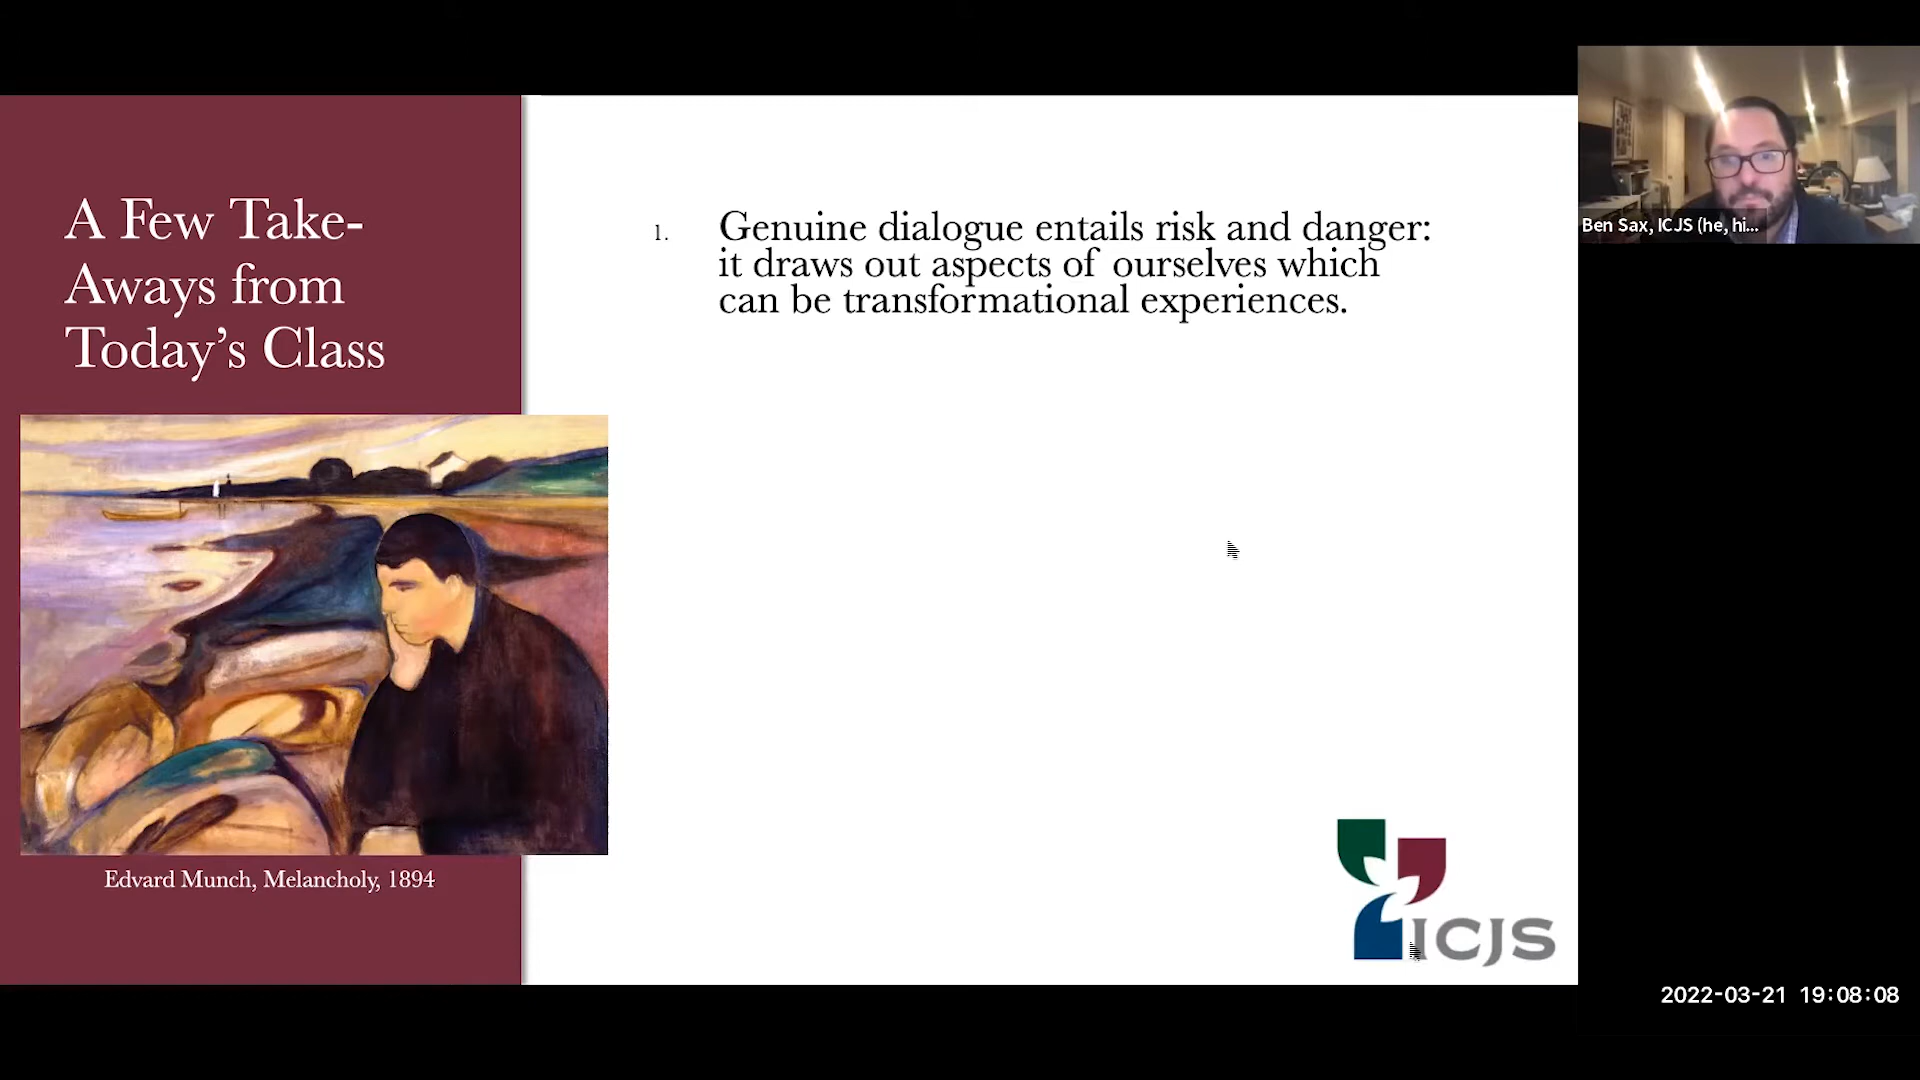 A Few Take-
Aways from
Today’s Class
1. Genuine dialogue entails risk and danger:
it draws out aspects of ourselves which
can be transformational experiences.
Edvard Munch, Melancholy, 1894
ICJS
Ben Sax, ICJS (he, hi...
2022-03-21 19:08:08